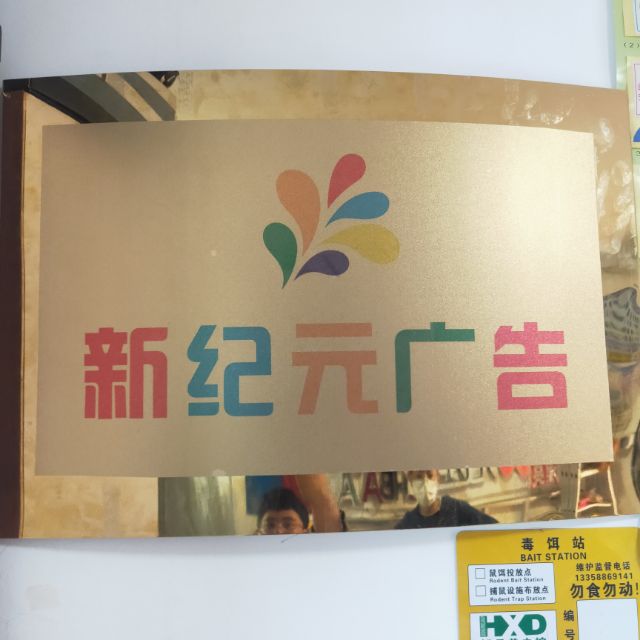 新纪元广告
毒饵站
BAIT STATION
鼠饵投放点
Rodent Bait Station
捕鼠设施布放点
Rodent Trap Station
维护监督电话
13358869141
勿食勿动!
HXD
编
号